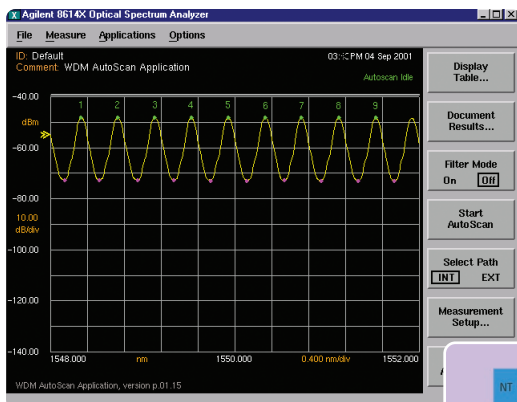 Agilent 8614X Optical Spectrum Analyzer
File Measure Applications Options
ID: Default
Comment: WDM AutoScan Application
PM 04 Sep 2001
Autoscan Idle
-40.00
dBm
-60.00
-80.00
10.00
dB/div
-100.00
-120.00
-140.00
1 2 3 4 5 6 7 8 9
1548.000 nm 1550.000 0.400 nm/div 1552.000
WDM AutoScan Application, version p.01.15
Display
Table...
Document
Results...
Filter Mode
On Off
Start
AutoScan
Select Path
INT EXT
Measurement
Setup...
NT